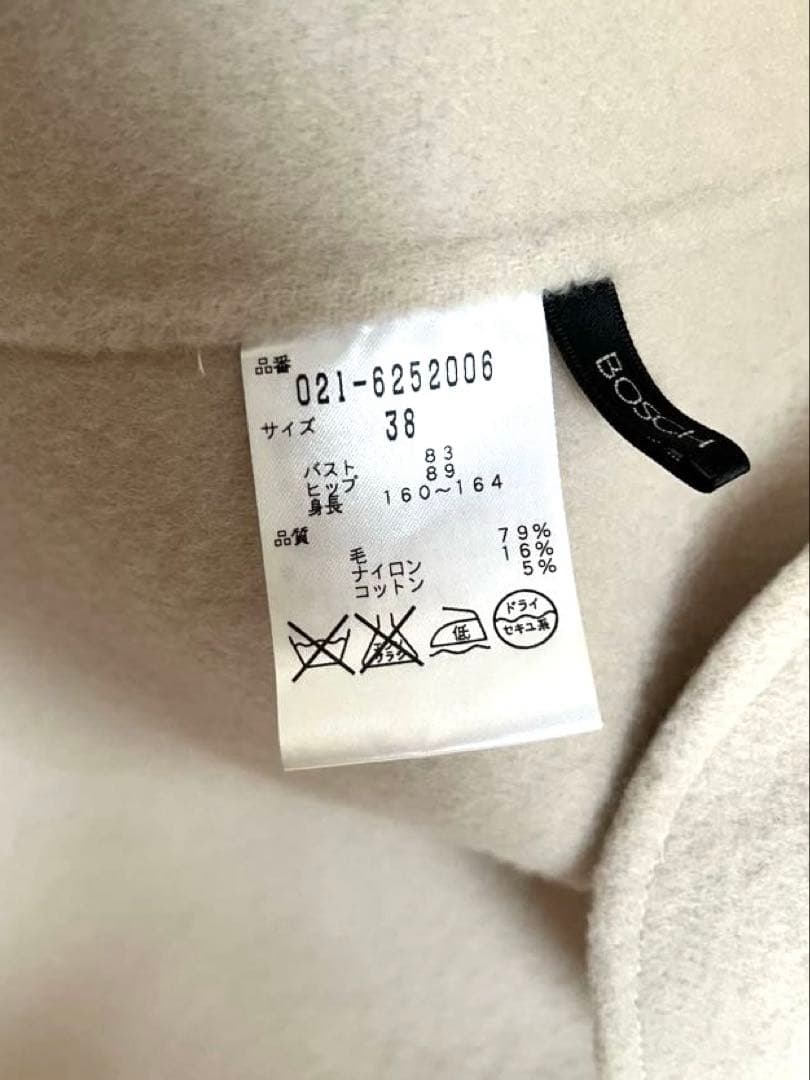 品番
021-6252006
サイズ 38
バスト 83
ヒップ 89
身長 160~164
品質
毛 79%
ナイロン 16%
コットン 5%
低
ドライ
セキユ系
BOSCH